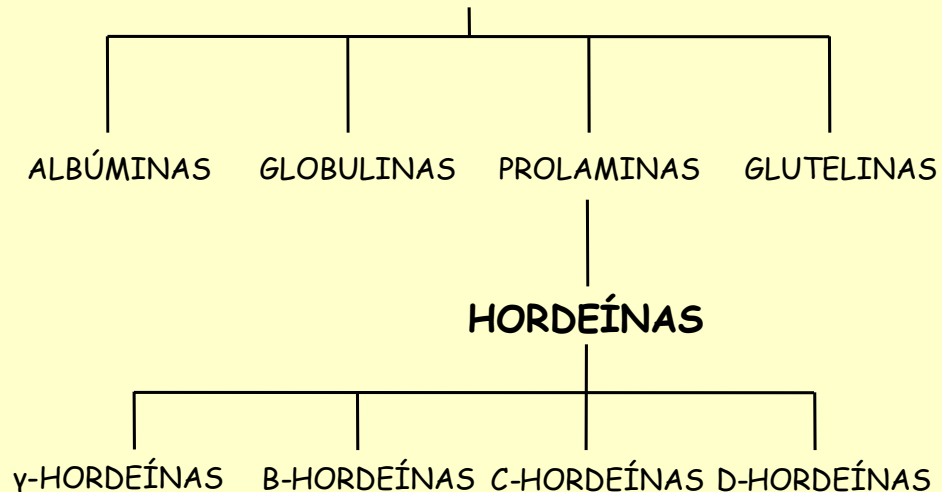 ALBÚMINAS GLOBULINAS PROLAMINAS GLUTELINAS
HORDEÍNAS
γ-HORDEÍNAS B-HORDEÍNAS C-HORDEÍNAS D-HORDEÍNAS